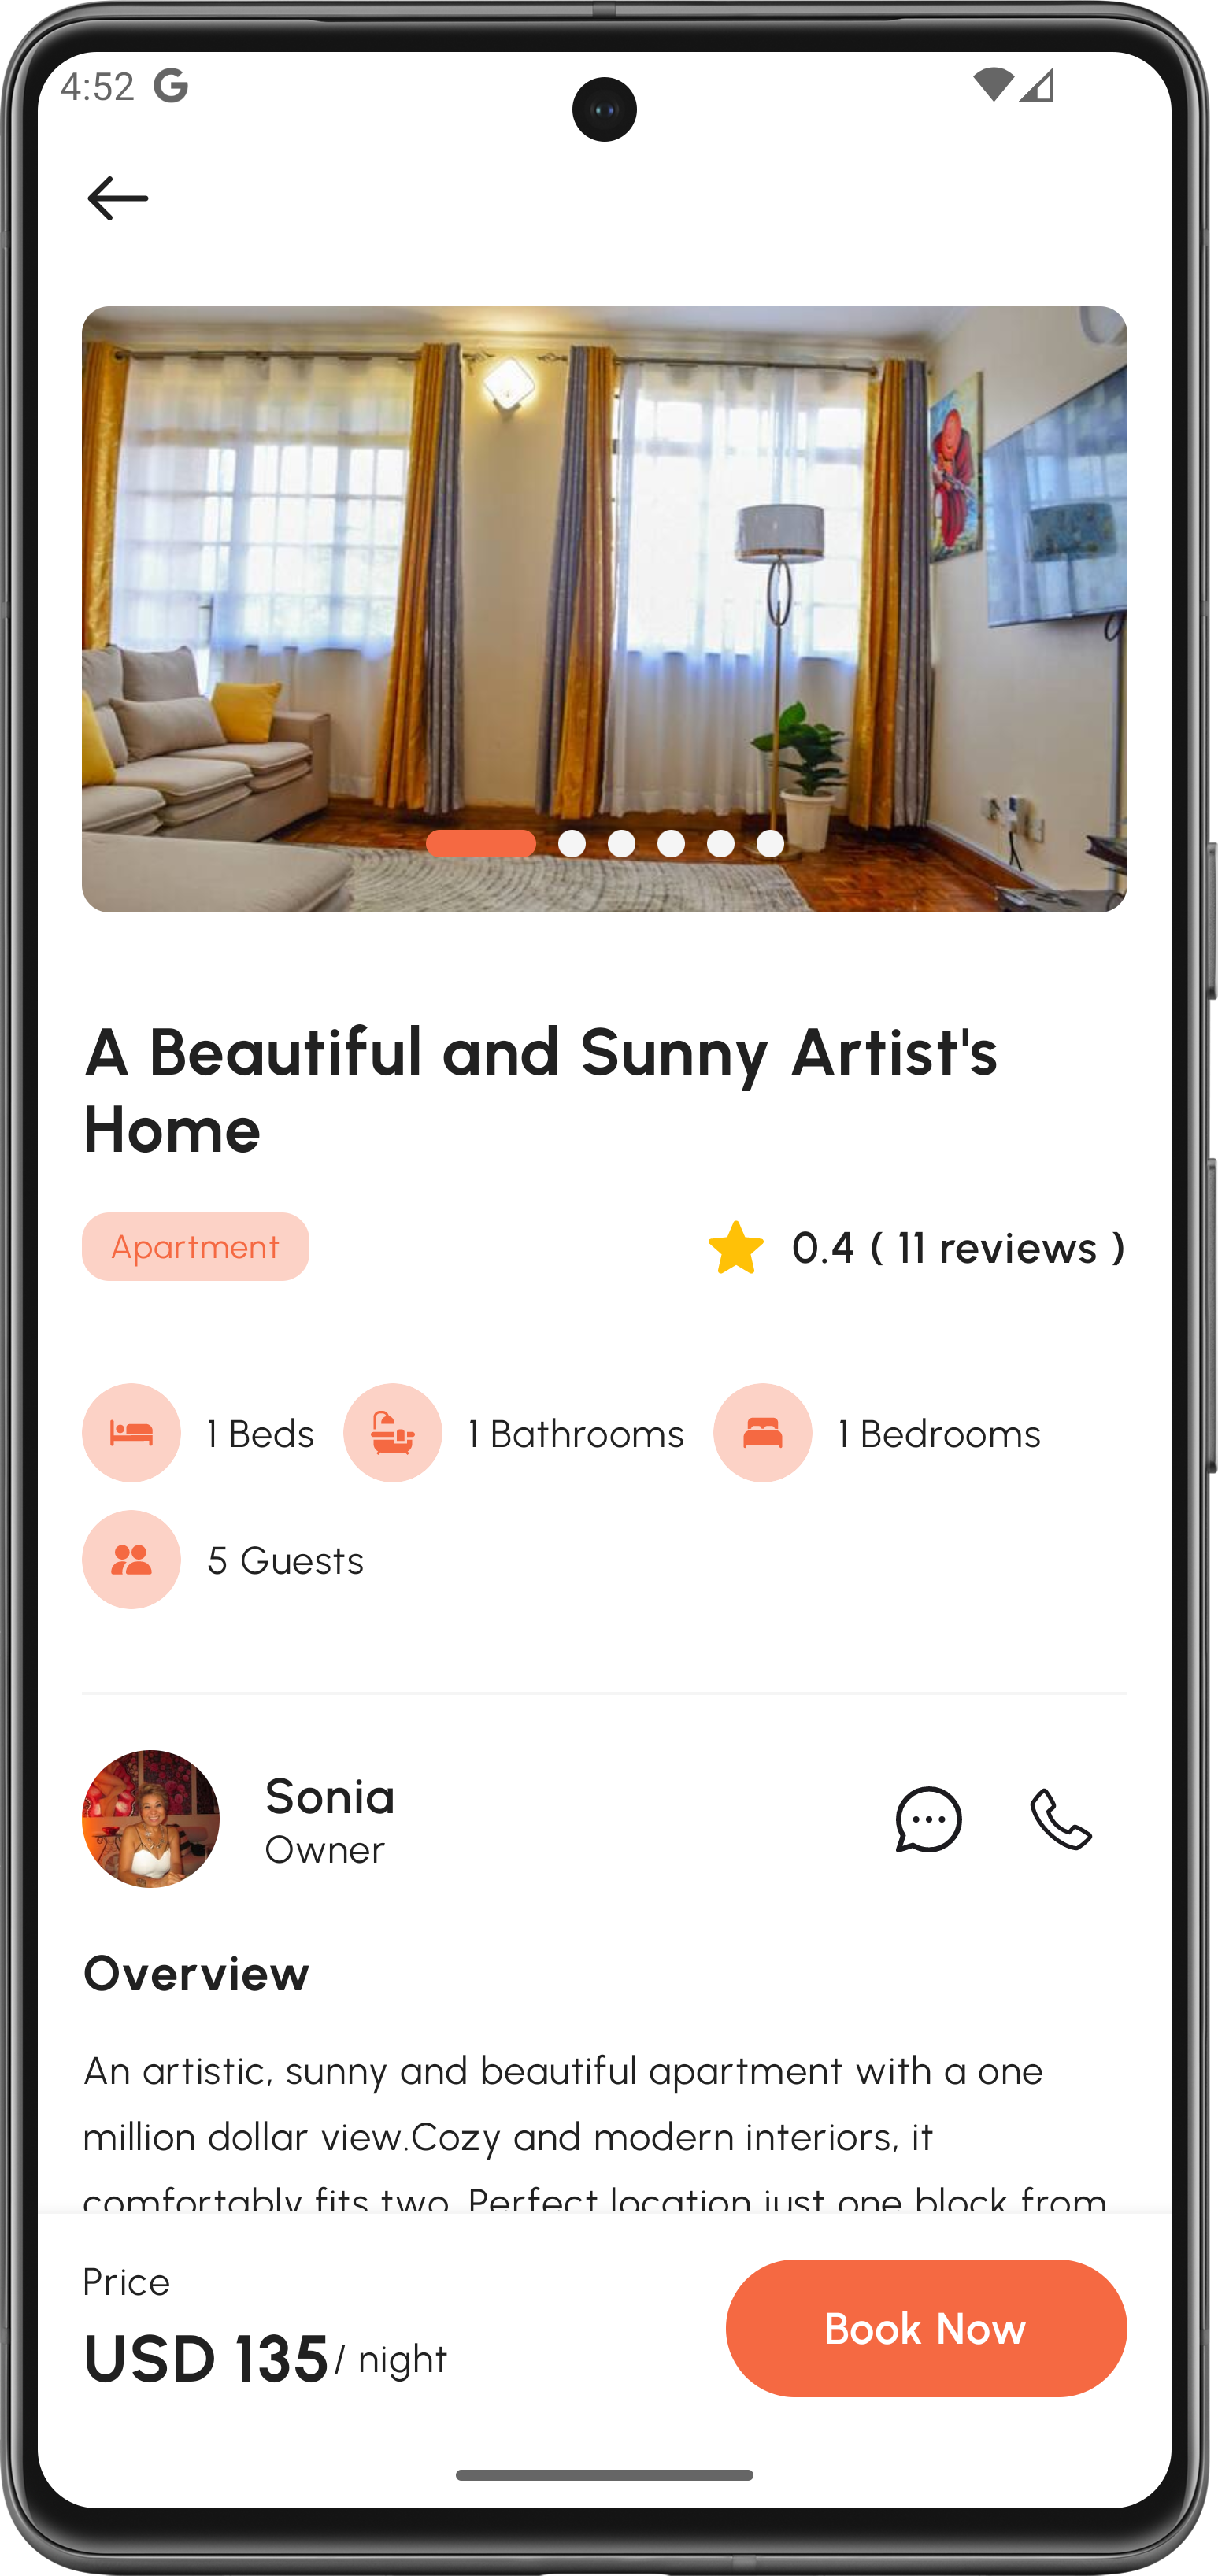 4:52 G
A Beautiful and Sunny Artist's
Home
Apartment
0.4 ( 11 reviews )
1 Beds 1 Bathrooms 1 Bedrooms
5 Guests
Sonia
Owner
Overview
An artistic, sunny and beautiful apartment with a one
million dollar view.Cozy and modern interiors, it
comfortably fits two. Perfect location just one block from
Price
USD 135/ night
Book Now